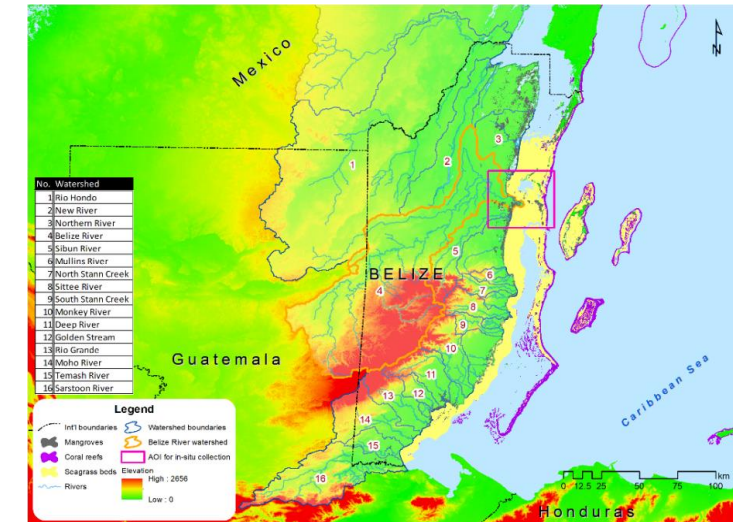 Mexico
N
No. Watershed
1 Rio Hondo
2 New River
3 Northern River
4 Belize River
5 Sibun River
6 Mullins River
7 North Stann Creek
8 Sittee River
9 South Stann Creek
10 Monkey River
11 Deep River
12 Golden Stream
13 Rio Grande
14 Moho River
15 Temash River
16 Sarstoon River
1
2
3
BELIZE
4
5
6
7
8
9
10
11
12
13
14
15
16
Guatemala
Caribbean Sea
Honduras
Legend
Int'l boundaries
Watershed boundaries
Mangroves
Belize River watershed
Coral reefs
AOI for in-situ collection
Seagrass beds
Elevation
High : 2656
Low : 0
Rivers
km
0 12.5 25 50 75 100